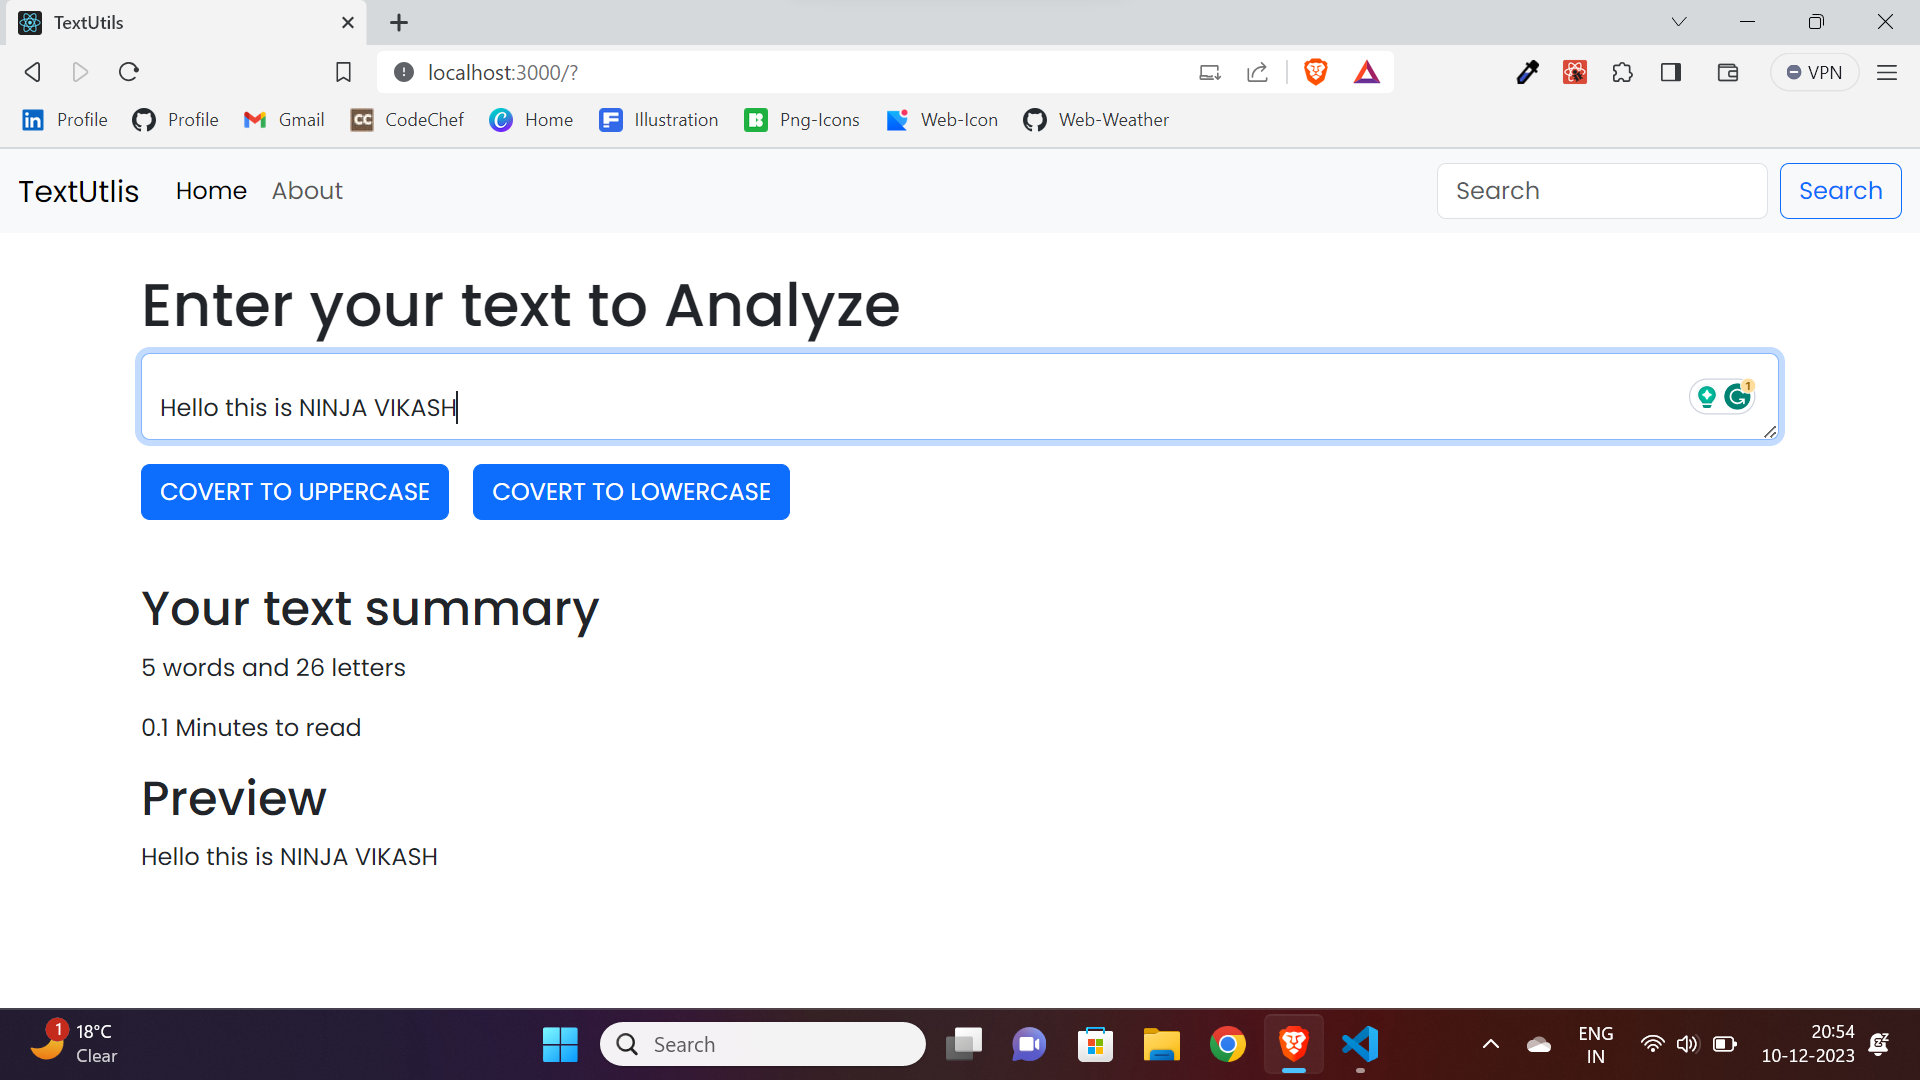 TextUtils
localhost:3000/?
VPN
Profile Profile Gmail CodeChef Home Illustration Png-Icons Web-Icon Web-Weather
TextUtlis Home About Search Search
Enter your text to Analyze
Hello this is NINJA VIKASH
1
COVERT TO UPPERCASE COVERT TO LOWERCASE
Your text summary
5 words and 26 letters
0.1 Minutes to read
Preview
Hello this is NINJA VIKASH
1 18°C
Clear
Search
ENG
IN
20:54
10-12-2023